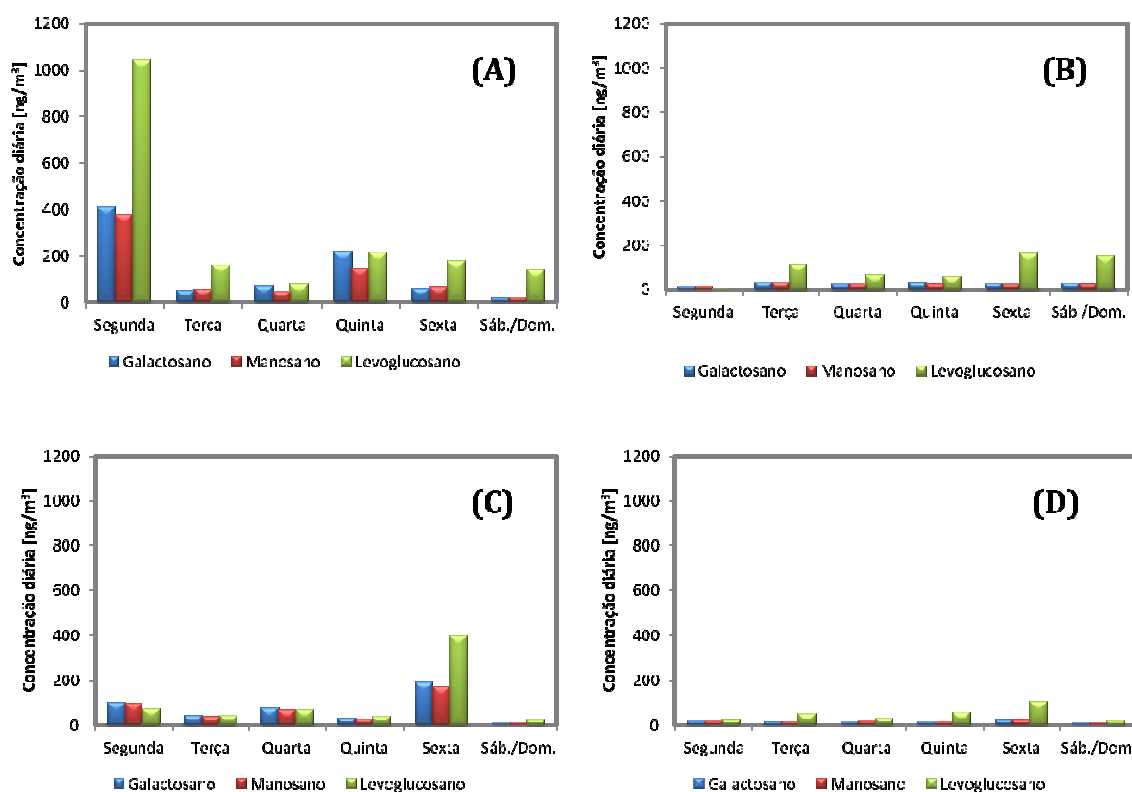 1200
1000
800
600
400
200
0
Concentração diária [ng/m³]
(A)
Segunda Terça Quarta Quinta Sexta Sáb./Dom.
Galactosano Manosano Levoglucosano
1200
1000
800
600
400
200
0
Concentração diária [ng/m³]
(B)
Segunda Terça Quarta Quinta Sexta Sáb./Dom.
Galactosano Manosano Levoglucosano
1200
1000
800
600
400
200
0
Concentração diária [ng/m³]
(C)
Segunda Terça Quarta Quinta Sexta Sáb./Dom.
Galactosano Manosano Levoglucosano
1200
1000
800
600
400
200
0
Concentração diária [ng/m³]
(D)
Segunda Terça Quarta Quinta Sexta Sáb./Dom
Galactosano Manosano Levoglucosano